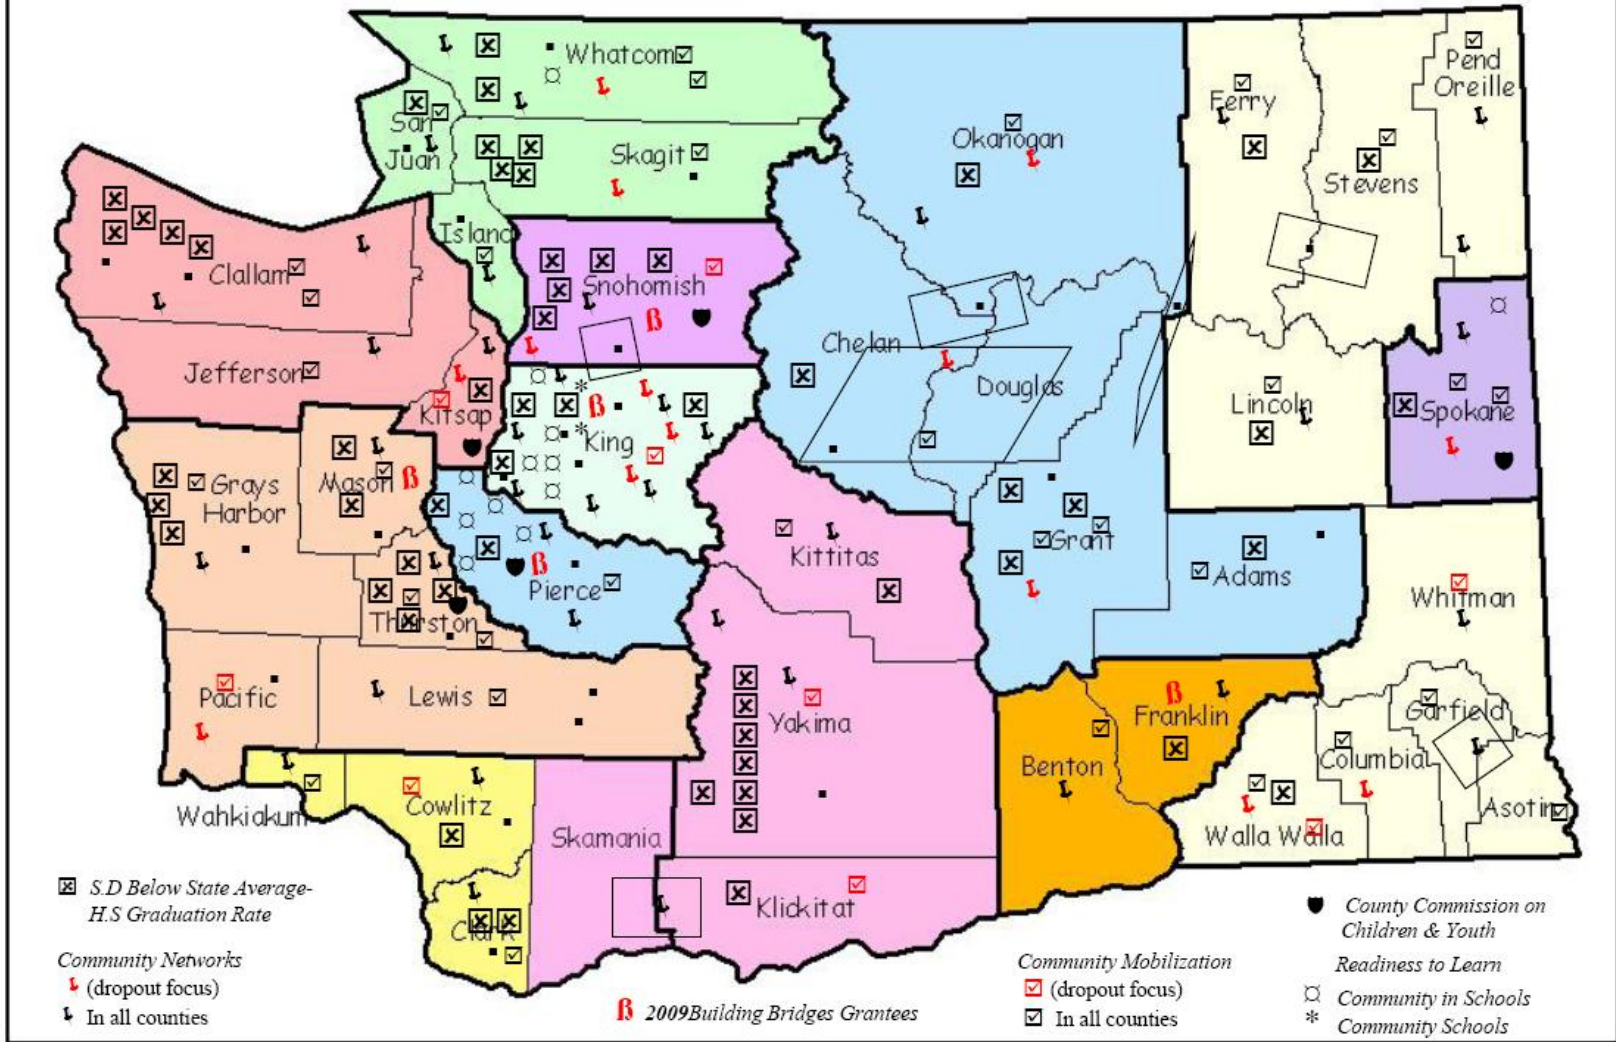 Whatcom
Pend
Oreille
Ferry
San
Juan
Okanogan
Skagit
Stevens
Island
Clallam
Snohomish
Chelan
Jefferson
Douglas
Kitsap
Lincoln
Spokane
King
Grays
Harbor
Mason
Grant
Kittitas
Adams
Pierce
Whitman
Thurston
Pacific
Lewis
Yakima
Franklin
Garfield
Benton
Columbia
Wahkiakum
Cowlitz
Asotin
Skamania
Walla Walla
Klickitat
Clark
S.D Below State Average-
H.S Graduation Rate
Community Networks
(dropout focus)
In all counties
ß 2009Building Bridges Grantees
Community Mobilization
(dropout focus)
In all counties
County Commission on
Children & Youth
Readiness to Learn
Community in Schools
* Community Schools